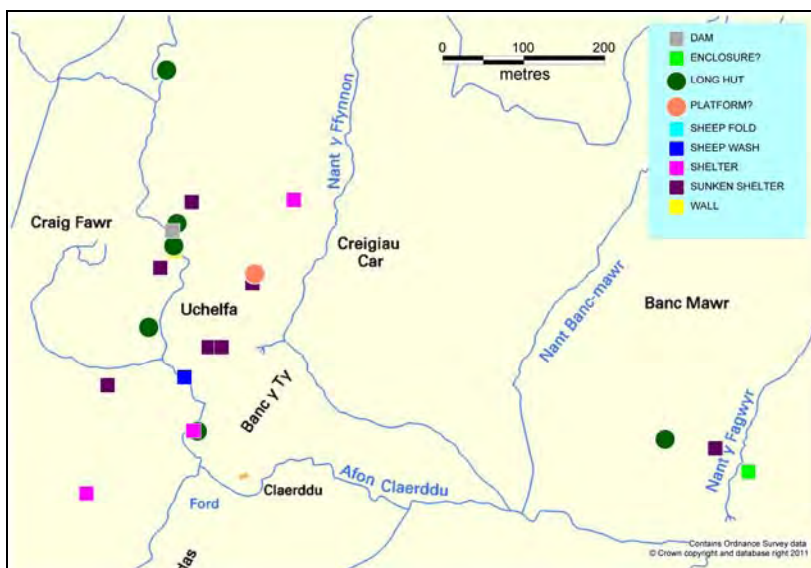 0 100 200
metres
DAM
ENCLOSURE?
LONG HUT
PLATFORM?
SHEEP FOLD
SHEEP WASH
SHELTER
SUNKEN SHELTER
WALL
Nant y Ffynnon
Craig Fawr
Creigiau
Car
Uchelfa
Nant Banc-mawr
Banc Mawr
Banc y Ty
Nant y Fagwyr
Afon Claerddu
Claerddu
Ford
das
Contains Ordnance Survey data
© Crown copyright and database right 2011